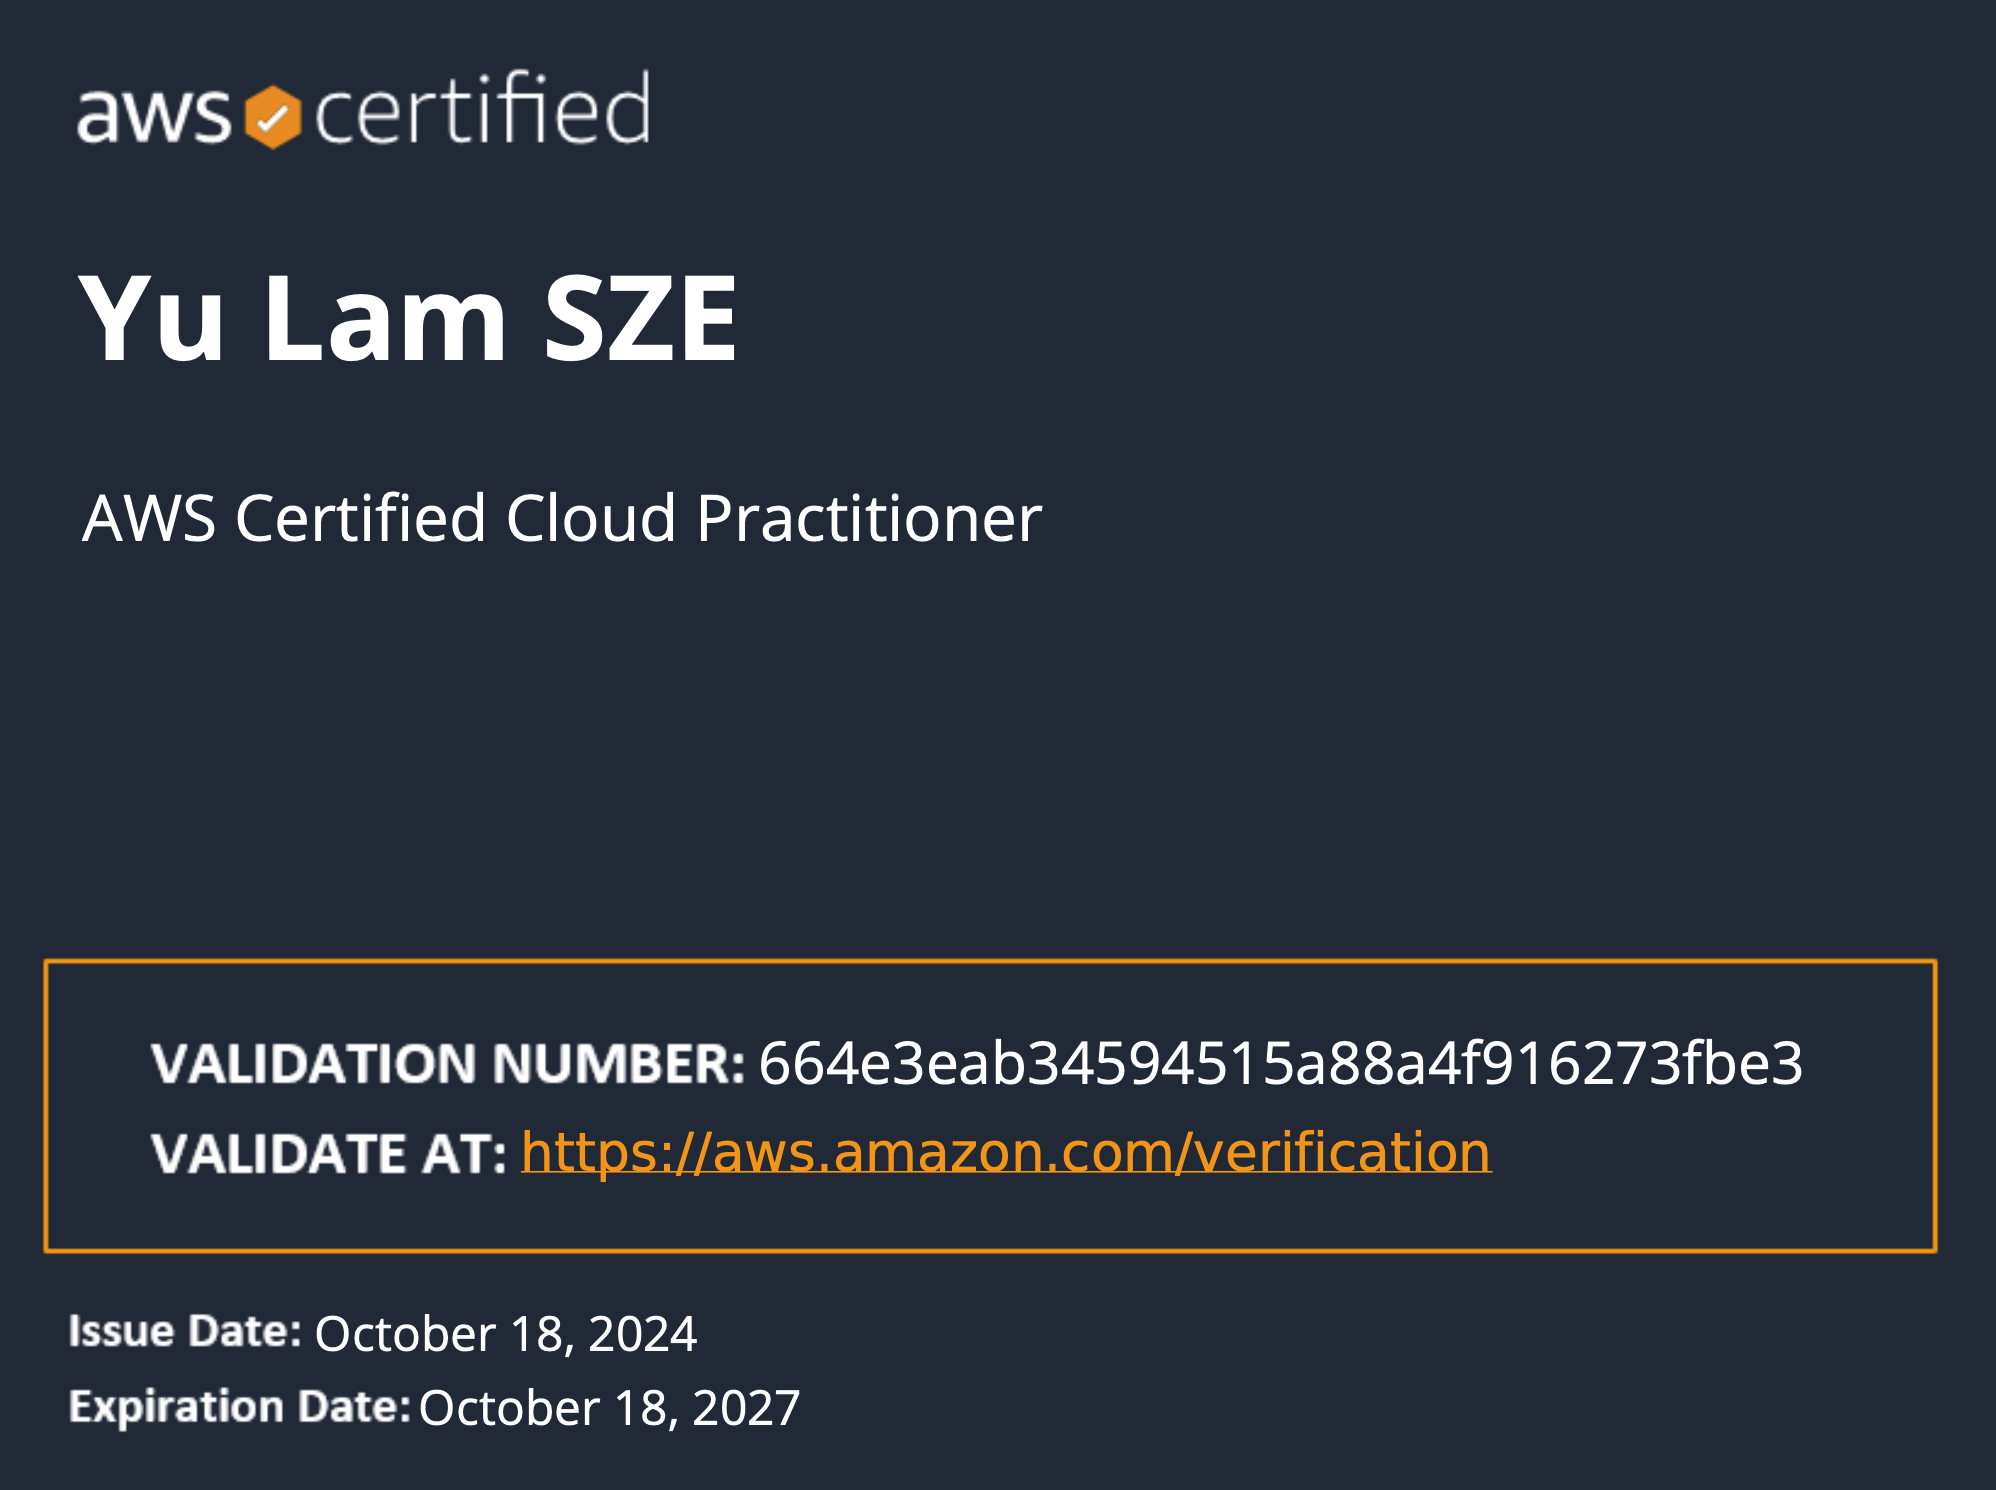 aws certified
Yu Lam SZE
AWS Certified Cloud Practitioner
VALIDATION NUMBER: 664e3eab34594515a88a4f916273fbe3
VALIDATE AT: https://aws.amazon.com/verification
Issue Date: October 18, 2024
Expiration Date: October 18, 2027